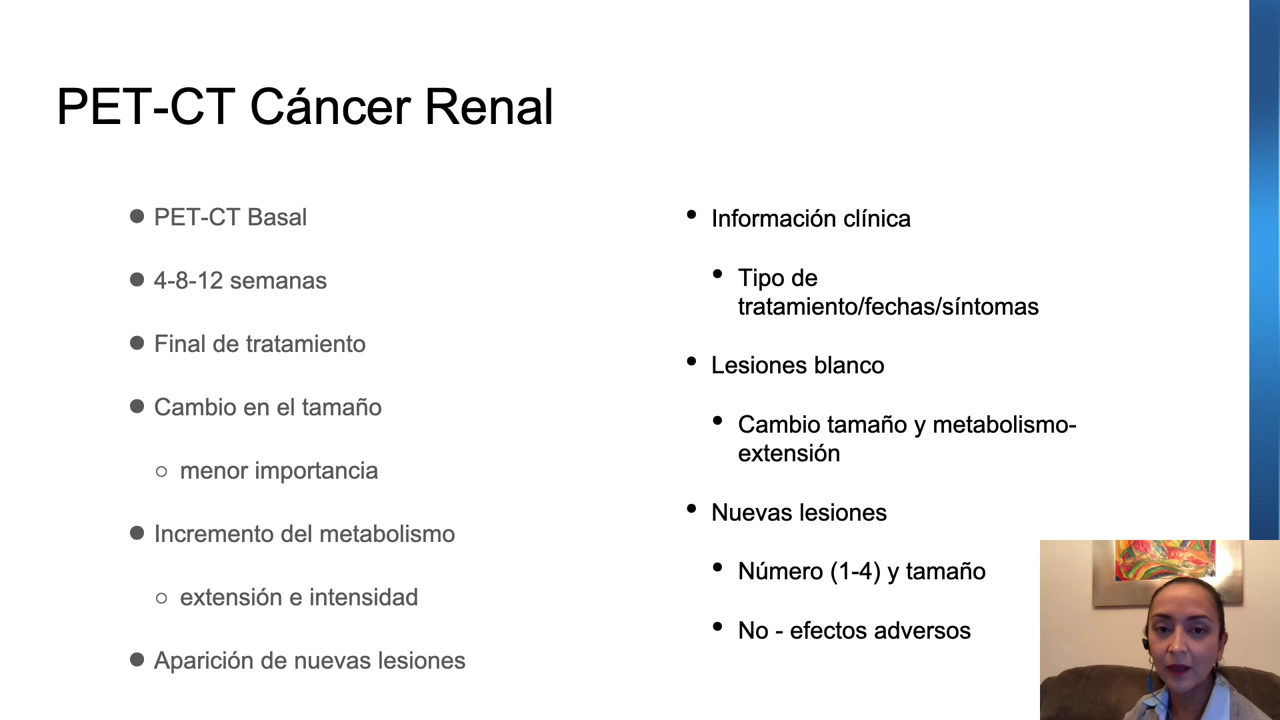 PET-CT Cáncer Renal
● PET-CT Basal
● 4-8-12 semanas
● Final de tratamiento
● Cambio en el tamaño
○ menor importancia
● Incremento del metabolismo
○ extensión e intensidad
● Aparición de nuevas lesiones
• Información clínica
• Tipo de
tratamiento/fechas/síntomas
• Lesiones blanco
• Cambio tamaño y metabolismo-
extensión
• Nuevas lesiones
• Número (1-4) y tamaño
• No - efectos adversos